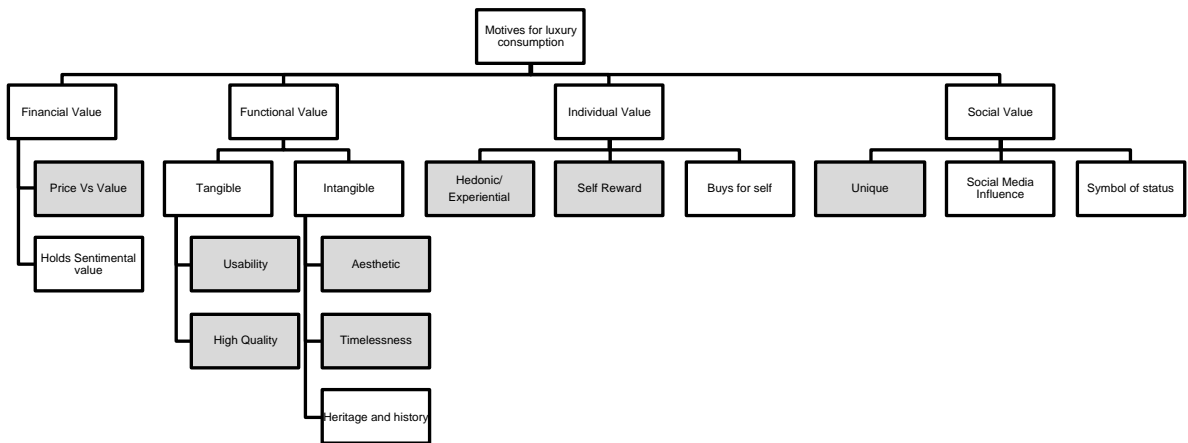 Motives for luxury
consumption
Financial Value
Functional Value
Individual Value
Social Value
Price Vs Value
Tangible
Intangible
Hedonic/
Experiential
Self Reward
Buys for self
Unique
Social Media
Influence
Symbol of status
Holds Sentimental
value
Usability
Aesthetic
High Quality
Timelessness
Heritage and history